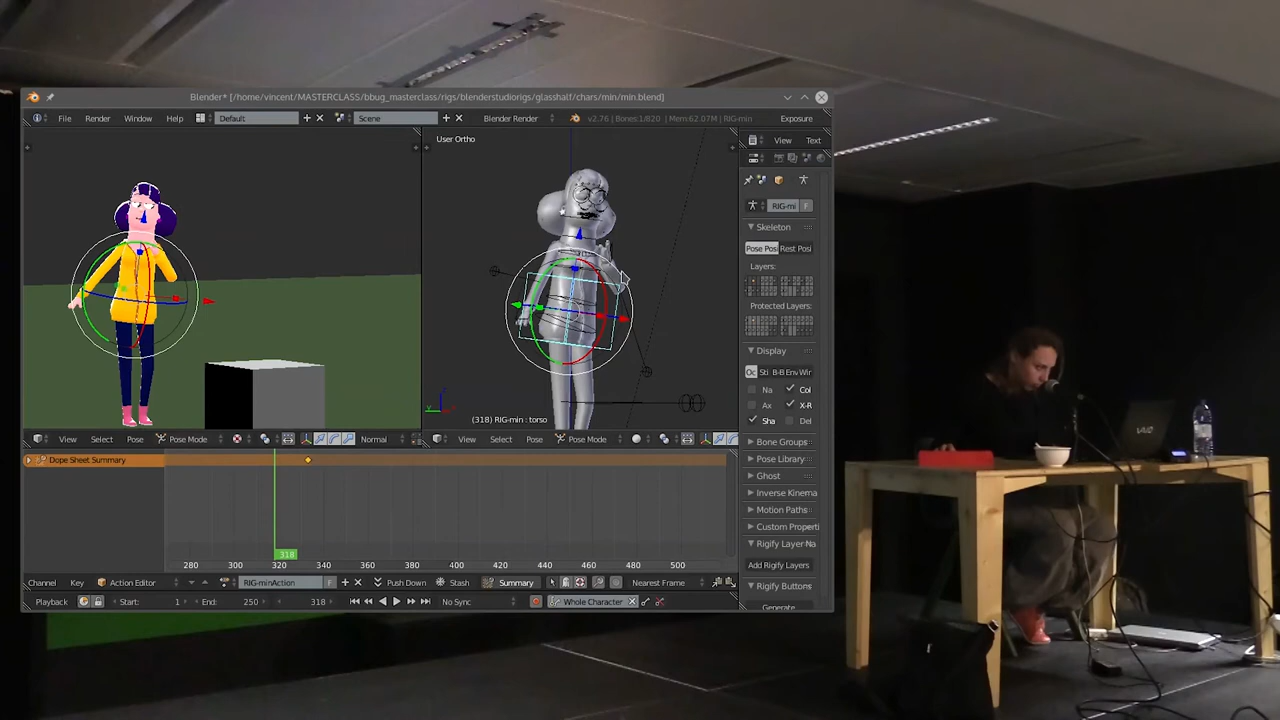 Blender* [/home/vincent/MASTERCLASS/bbug_masterclass/rigs/blenderstudiorigs/glasshalf/chars/min/min.blend]
File Render Window Help Default Scene Blender Render v2.76 | Bones:1/820 | Mem:62.07M | RIG-min Exposure
User Ortho
View Text
RIG-mi F
Skeleton
Pose Pos Rest Posi
Layers:
Protected Layers:
Display
Oc Sti B-B Env Wir
Na Col
Ax X-R
Sha Del
(318) RIG-min : torso
View Select Pose Pose Mode Normal View Select Pose Pose Mode
Bone Groups
Pose Library
Ghost
Inverse Kinema
Motion Paths
Custom Properti
Rigify Layer Na
Add Rigify Layers
Rigify Buttons
Generate
Dope Sheet Summary
318
280 300 320 340 360 380 400 420 440 460 480 500
Channel Key Action Editor RIG-minAction F Push Down Stash Summary Nearest Frame
Playback Start: 1 End: 250 318 No Sync Whole Character
VAIO